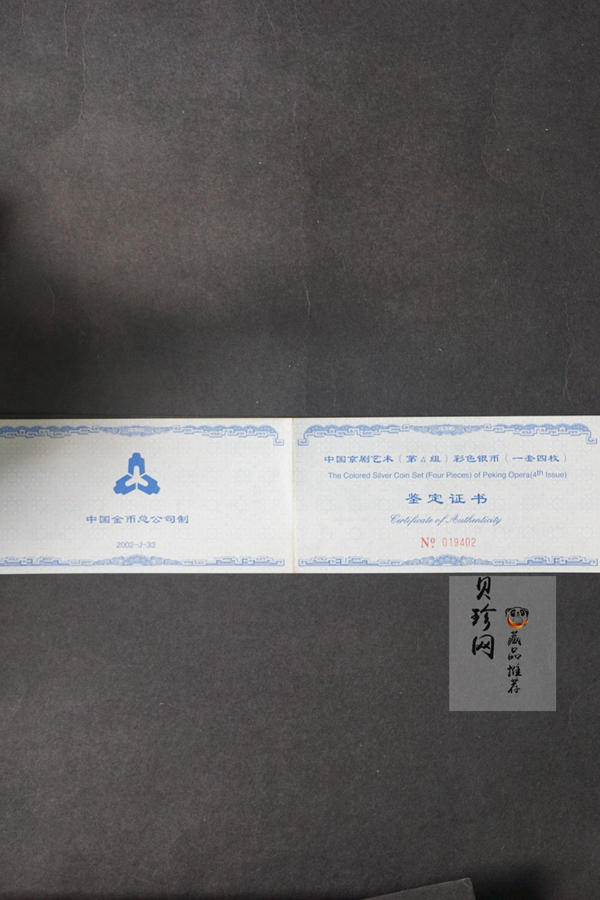 中国金币总公司制
2002-J-33
中国京剧艺术（第4组）彩色银币（一套四枚）
The Colored Silver Coin Set (Four Pieces) of Peking Opera(4th Issue)
鉴定证书
Certificate of Authenticity
Nº 019402
贝珍网
藏品推荐